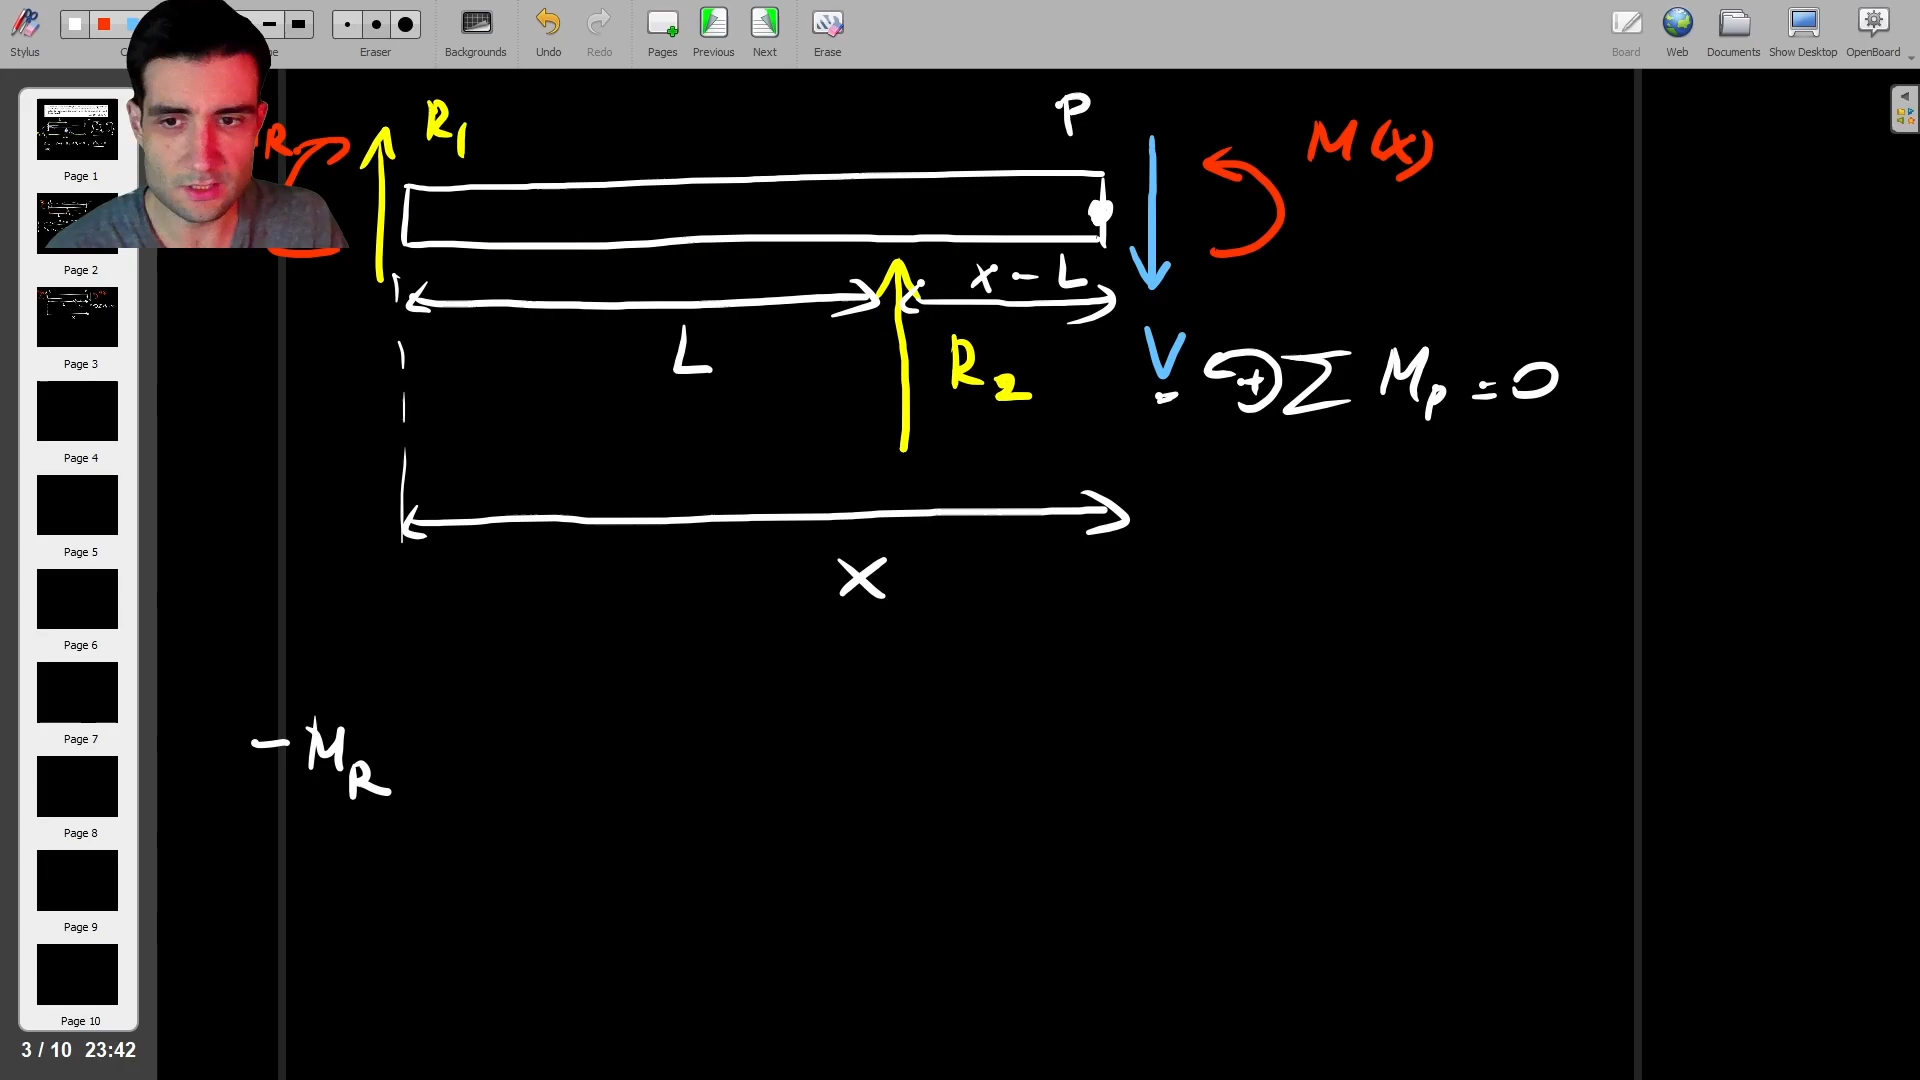 Stylus
Eraser
Backgrounds
Undo
Redo
Pages
Previous
Next
Erase
Board
Web
Documents
Show Desktop
OpenBoard
R
R1
P
M(x)
x - L
L
R2
V
+ Σ Mp = 0
x
- MR
Page 1
Page 2
Page 3
Page 4
Page 5
Page 6
Page 7
Page 8
Page 9
Page 10
3 / 10 23:42